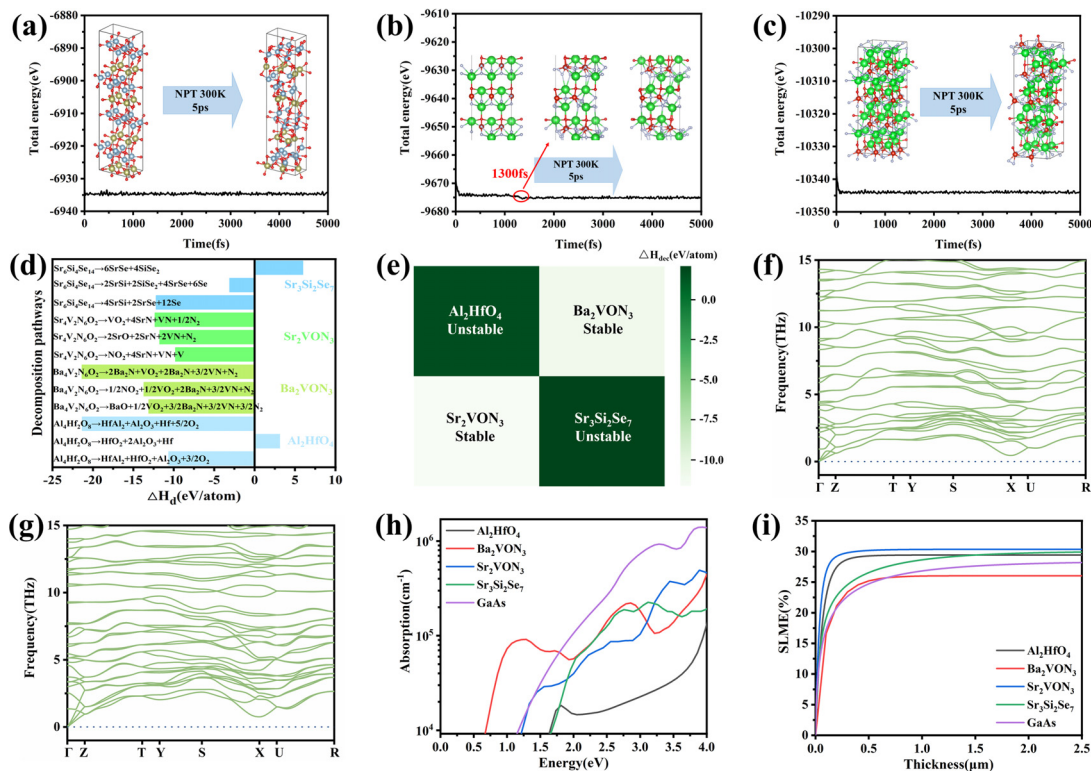 (a)
-6880
-6890
-6900
-6910
-6920
-6930
-6940
Total energy(eV)
NPT 300K
5ps
0 1000 2000 3000 4000 5000
Time(fs)
(b)
-9610
-9620
-9630
-9640
-9650
-9660
-9670
-9680
Total energy(eV)
1300fs
NPT 300K
5ps
0 1000 2000 3000 4000 5000
Time(fs)
(c)
-10290
-10300
-10310
-10320
-10330
-10340
-10350
Total energy(eV)
NPT 300K
5ps
0 1000 2000 3000 4000 5000
Time(fs)
(d)
Decomposition pathways
Sr₆Si₄Se₁₄→6SrSe+4SiSe₂
Sr₆Si₄Se₁₄→2SrSi+2SiSe₂+4SrSe+6Se
Sr₆Si₄Se₁₄→4SrSi+2SrSe+12Se
Sr₄V₂N₆O₂→VO₂+4SrN+VN+1/2N₂
Sr₄V₂N₆O₂→2SrO+2SrN+2VN+N₂
Sr₄V₂N₆O₂→NO₂+4SrN+VN+V
Ba₄V₂N₆O₂→2Ba₂N+VO₂+2Ba₂N+3/2VN+N₂
Ba₄V₂N₆O₂→1/2NO₂+1/2VO₂+2Ba₂N+3/2VN+N₂
Ba₄V₂N₆O₂→BaO+1/2VO₂+3/2Ba₂N+3/2VN+3/2N₂
Al₄Hf₂O₈→HfAl₂+Al₂O₃+Hf+5/2O₂
Al₄Hf₂O₈→HfO₂+2Al₂O₃+Hf
Al₄Hf₂O₈→HfAl₂+HfO₂+Al₂O₃+3/2O₂
Sr₃Si₂Se₇
Sr₂VON₃
Ba₂VON₃
Al₂HfO₄
-25 -20 -15 -10 -5 0 5 10
△H_d(eV/atom)
(e)
△H_dec(eV/atom)
Al₂HfO₄
Unstable
Ba₂VON₃
Stable
Sr₂VON₃
Stable
Sr₃Si₂Se₇
Unstable
0.0
-2.5
-5.0
-7.5
-10.0
(f)
15
10
5
0
Frequency(THz)
Γ Z T Y S X U R
(g)
15
10
5
0
Frequency(THz)
Γ Z T Y S X U R
(h)
10⁶
10⁵
10⁴
Absorption(cm⁻¹)
Al₂HfO₄
Ba₂VON₃
Sr₂VON₃
Sr₃Si₂Se₇
GaAs
0.0 0.5 1.0 1.5 2.0 2.5 3.0 3.5 4.0
Energy(eV)
(i)
35
30
25
20
15
10
5
0
SLME(%)
Al₂HfO₄
Ba₂VON₃
Sr₂VON₃
Sr₃Si₂Se₇
GaAs
0.0 0.5 1.0 1.5 2.0 2.5
Thickness(μm)